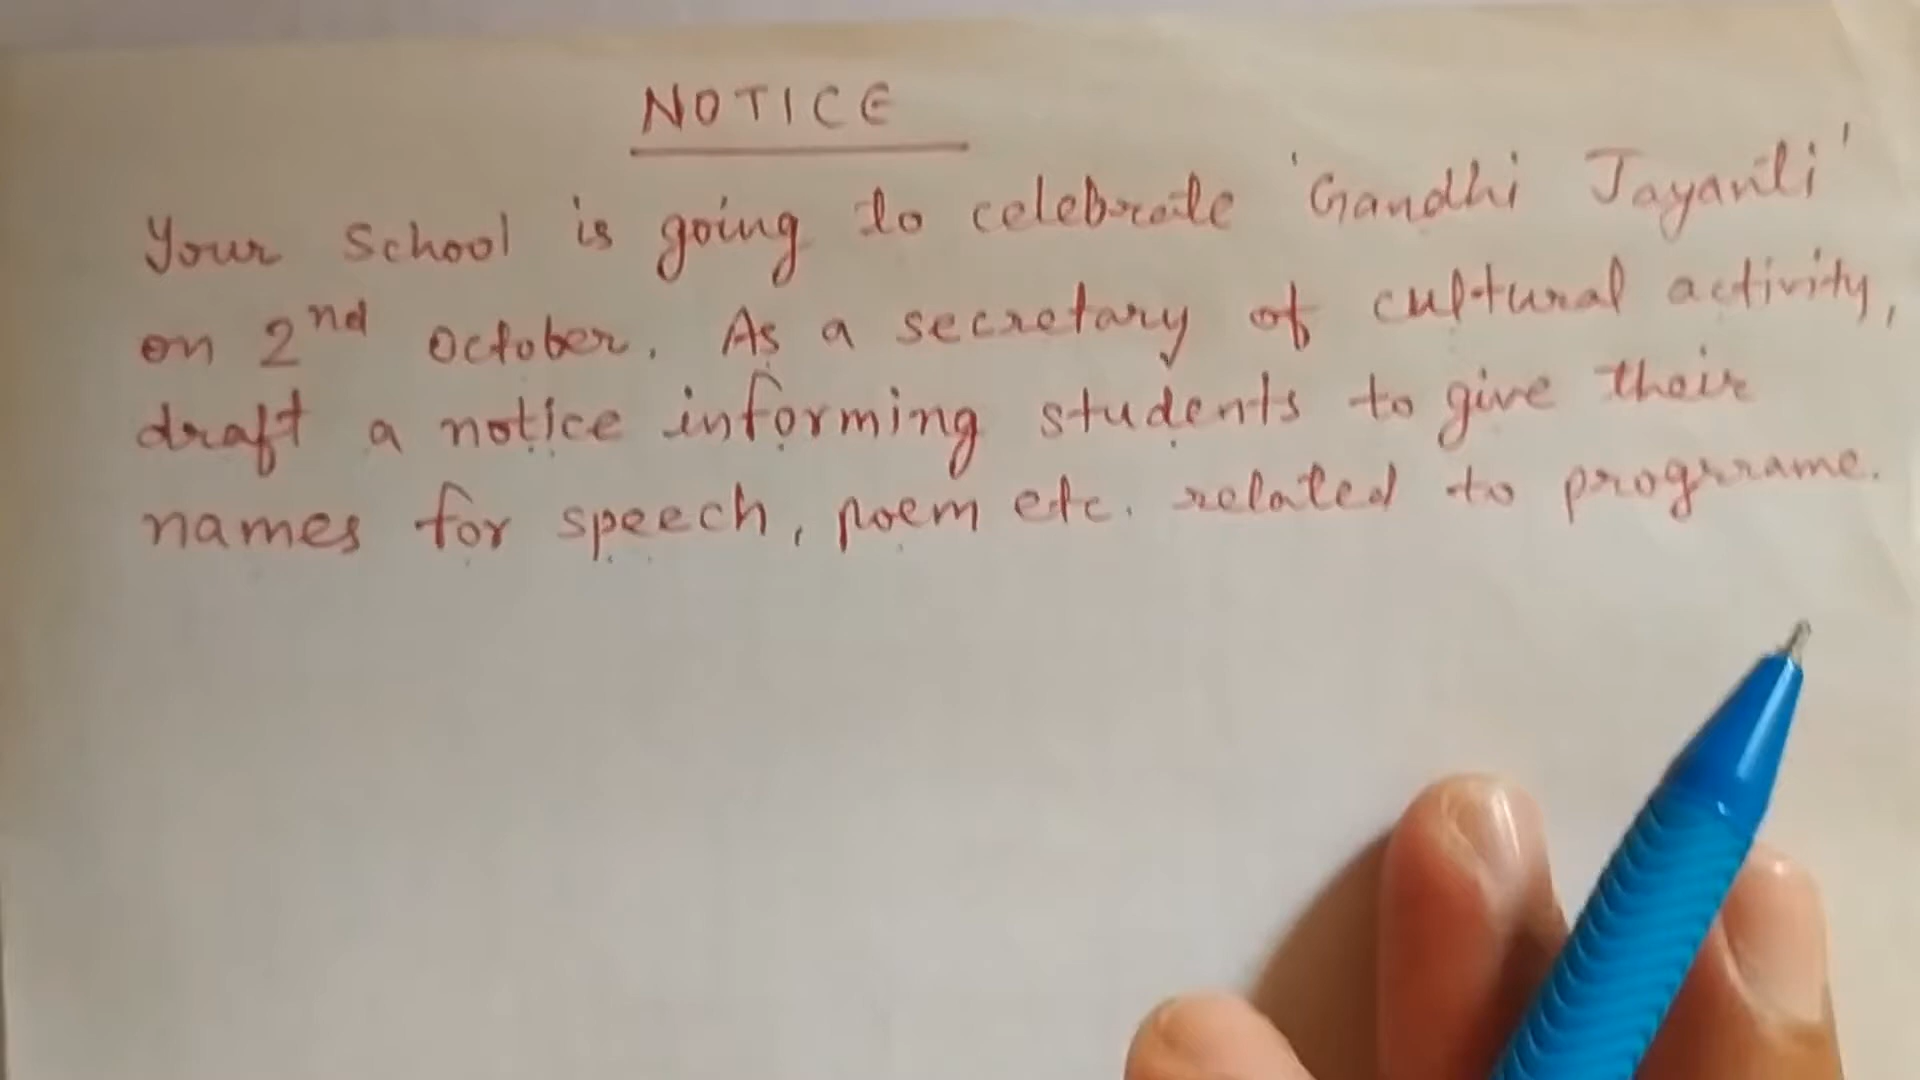 NOTICE
Your School is going to celebrate 'Gandhi Jayanti'
on 2nd October. As a secretary of cultural activity,
draft a notice informing students to give their
names for speech, poem etc. related to programe.